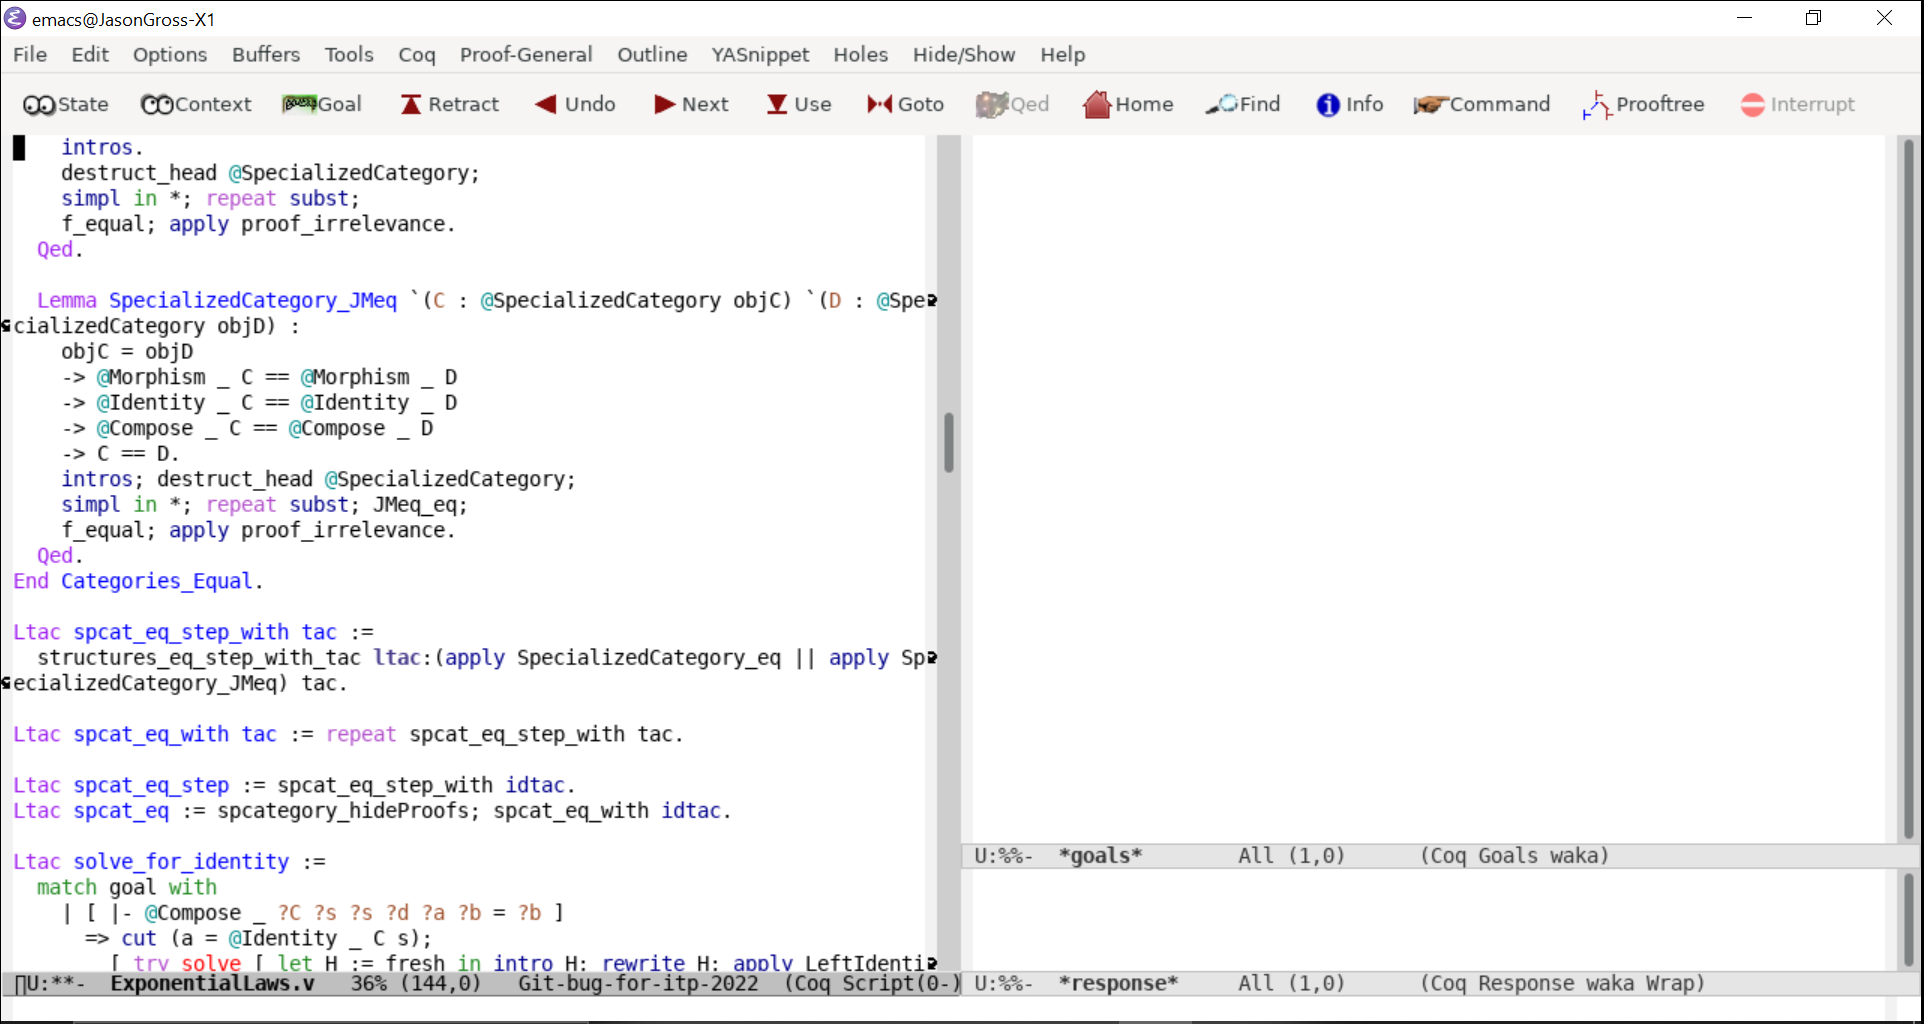 emacs@JasonGross-X1
File Edit Options Buffers Tools Coq Proof-General Outline YASnippet Holes Hide/Show Help
State Context Goal Retract Undo Next Use Goto Qed Home Find Info Command Prooftree Interrupt
intros.
destruct_head @SpecializedCategory;
simpl in *; repeat subst;
f_equal; apply proof_irrelevance.
Qed.
Lemma SpecializedCategory_JMeq `(C : @SpecializedCategory objC) `(D : @Spe
cializedCategory objD) :
objC = objD
-> @Morphism _ C == @Morphism _ D
-> @Identity _ C == @Identity _ D
-> @Compose _ C == @Compose _ D
-> C == D.
intros; destruct_head @SpecializedCategory;
simpl in *; repeat subst; JMeq_eq;
f_equal; apply proof_irrelevance.
Qed.
End Categories_Equal.
Ltac spcat_eq_step_with tac :=
structures_eq_step_with_tac ltac:(apply SpecializedCategory_eq || apply Sp
ecializedCategory_JMeq) tac.
Ltac spcat_eq_with tac := repeat spcat_eq_step_with tac.
Ltac spcat_eq_step := spcat_eq_step_with idtac.
Ltac spcat_eq := spcategory_hideProofs; spcat_eq_with idtac.
Ltac solve_for_identity :=
match goal with
| [ |- @Compose _ ?C ?s ?s ?d ?a ?b = ?b ]
=> cut (a = @Identity _ C s);
[ try solve [ let H := fresh in intro H; rewrite H; apply LeftIdenti
U:**- ExponentialLaws.v 36% (144,0) Git-bug-for-itp-2022 (Coq Script(0-)
U:%%- *goals* All (1,0) (Coq Goals waka)
U:%%- *response* All (1,0) (Coq Response waka Wrap)